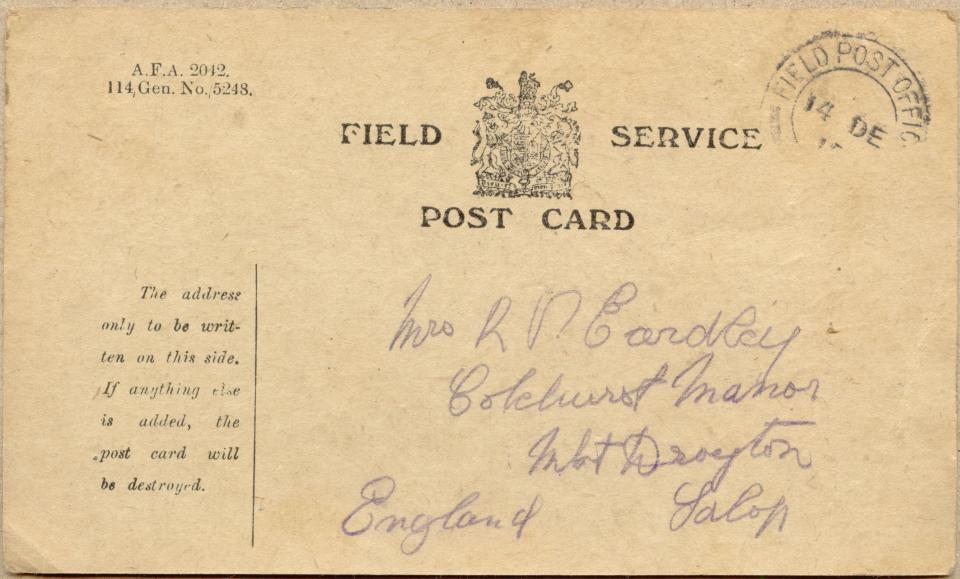 A.F.A. 2042.
114/Gen. No./5248.
FIELD SERVICE
POST CARD
FIELD POST OFFIC
14 DE
The address
only to be writ-
ten on this side.
If anything else
is added, the
post card will
be destroyed.
Mrs R P Eardley
Colehurst Manor
Mkt Drayton
England Salop